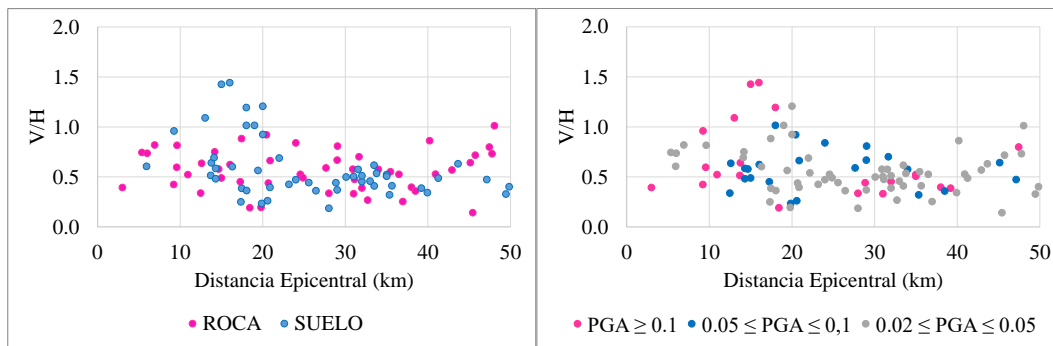 2.0
1.5
1.0
0.5
0.0
V/H
0 10 20 30 40 50
Distancia Epicentral (km)
ROCA SUELO
2.0
1.5
1.0
0.5
0.0
V/H
0 10 20 30 40 50
Distancia Epicentral (km)
PGA ≥ 0.1 0.05 ≤ PGA ≤ 0,1 0.02 ≤ PGA ≤ 0.05